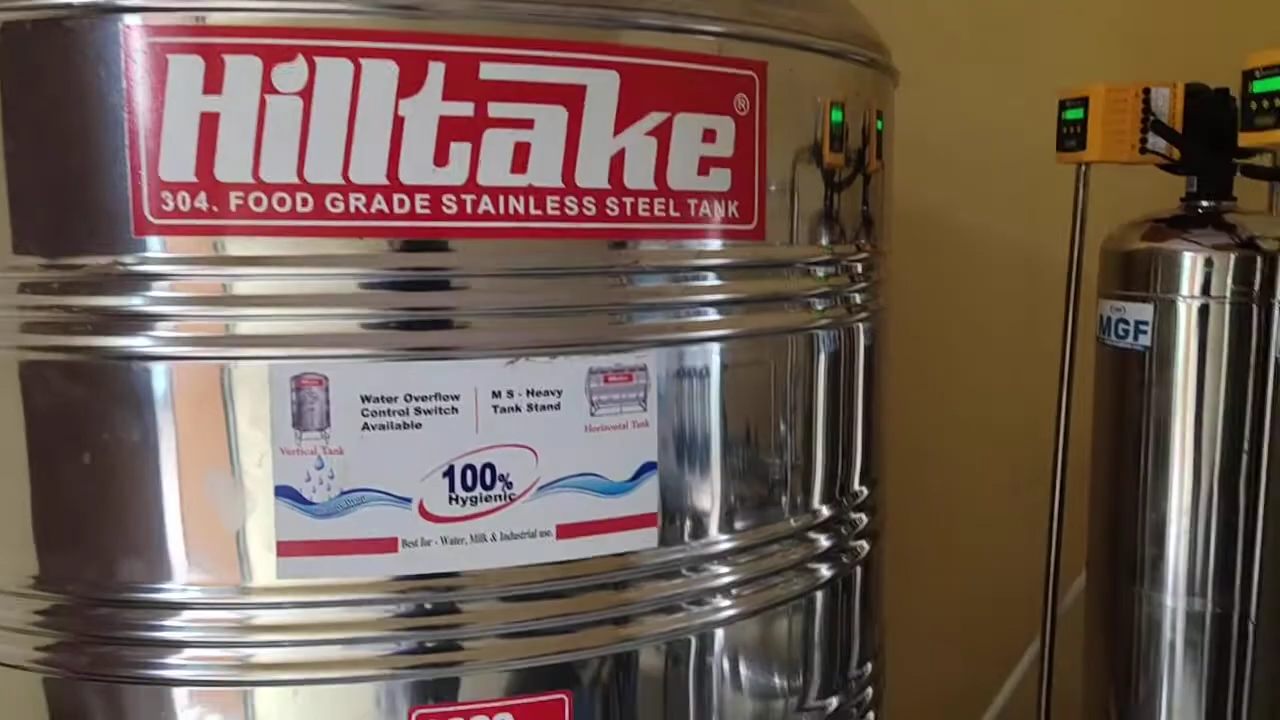 Hilltake®
304. FOOD GRADE STAINLESS STEEL TANK
Water Overflow
Control Switch
Available
M S - Heavy
Tank Stand
Vertical Tank
Horizontal Tank
100%
Hygienic
Best for - Water, Milk & Industrial use.
MGF